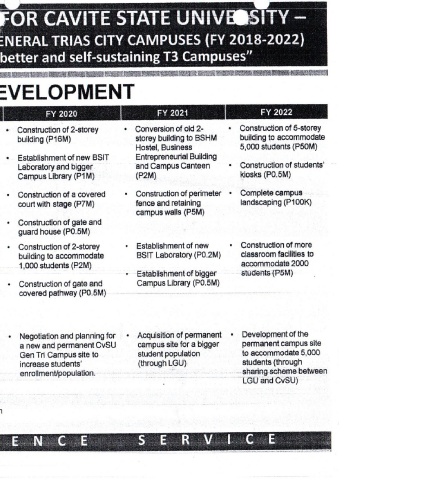 FOR CAVITE STATE UNIVERSITY –
ENERAL TRIAS CITY CAMPUSES (FY 2018-2022)
better and self-sustaining T3 Campuses"
EVELOPMENT
FY 2020
• Construction of 2-storey
building (P16M)
• Establishment of new BSIT
Laboratory and bigger
Campus Library (P1M)
• Construction of a covered
court with stage (P7M)
• Construction of gate and
guard house (P0.5M)
• Construction of 2-storey
building to accommodate
1,000 students (P2M)
• Construction of gate and
covered pathway (P0.5M)
• Negotiation and planning for
a new and permanent CvSU
Gen Tri Campus site to
increase students'
enrollment/population.
FY 2021
• Conversion of old 2-
storey building to BSHM
Hostel, Business
Entrepreneurial Building
and Campus Canteen
(P2M)
• Construction of perimeter
fence and retaining
campus walls (P5M)
• Establishment of new
BSIT Laboratory (P0.2M)
• Establishment of bigger
Campus Library (P0.5M)
• Acquisition of permanent
campus site for a bigger
student population
(through LGU)
FY 2022
• Construction of 5-storey
building to accommodate
5,000 students (P50M)
• Construction of students'
kiosks (P0.5M)
• Complete campus
landscaping (P100K)
• Construction of more
classroom facilities to
accommodate 2000
students (P5M)
• Development of the
permanent campus site
to accommodate 5,000
students (through
sharing scheme between
LGU and CvSU)
n
E N C E S E R V I C E